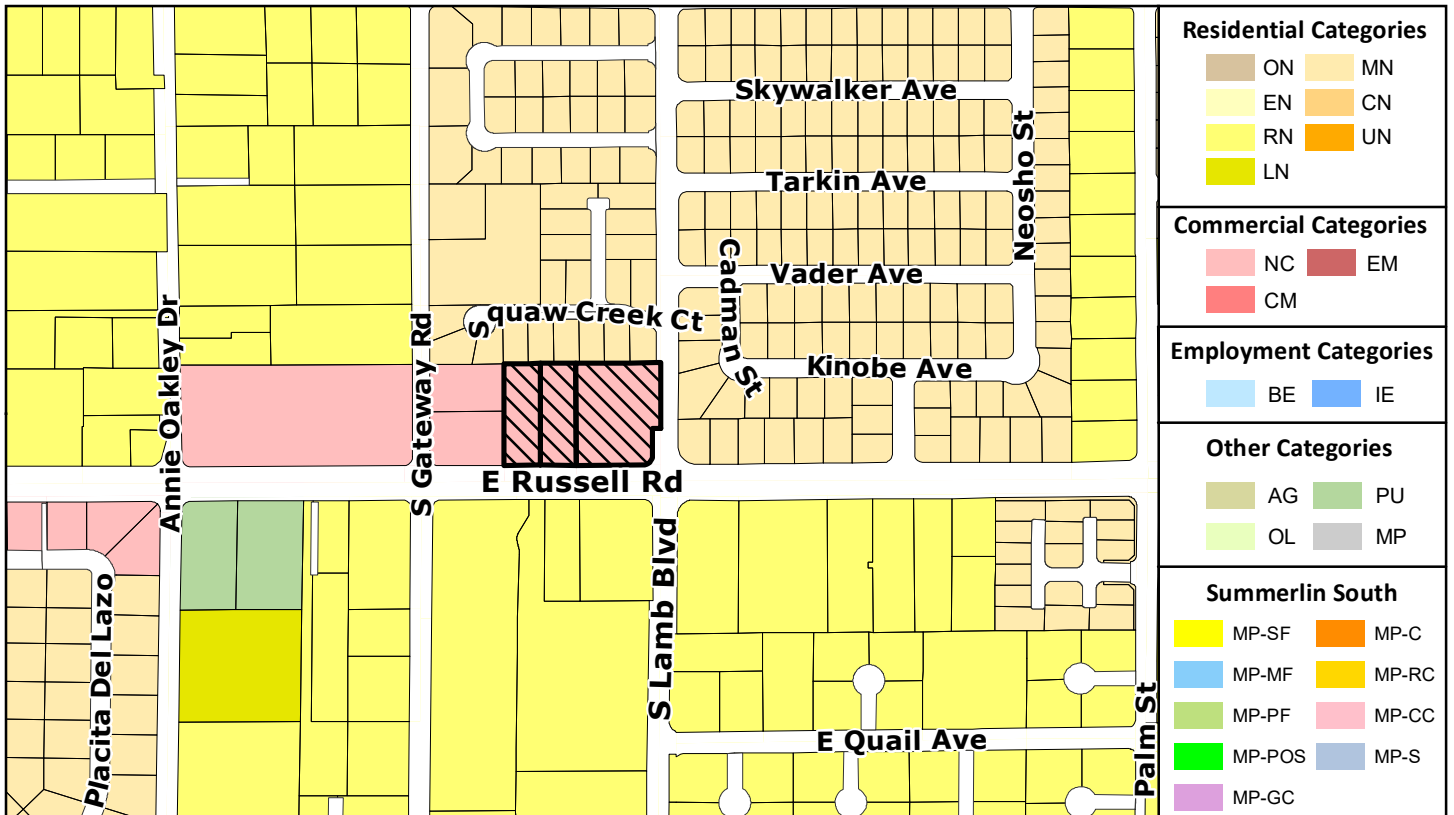 Skywalker Ave
Tarkin Ave
Neosho St
Vader Ave
Cadman St
Squaw Creek Ct
Kinobe Ave
Annie Oakley Dr
S Gateway Rd
E Russell Rd
S Lamb Blvd
Placita Del Lazo
E Quail Ave
Palm St
Residential Categories
ON MN
EN CN
RN UN
LN
Commercial Categories
NC EM
CM
Employment Categories
BE IE
Other Categories
AG PU
OL MP
Summerlin South
MP-SF MP-C
MP-MF MP-RC
MP-PF MP-CC
MP-POS MP-S
MP-GC